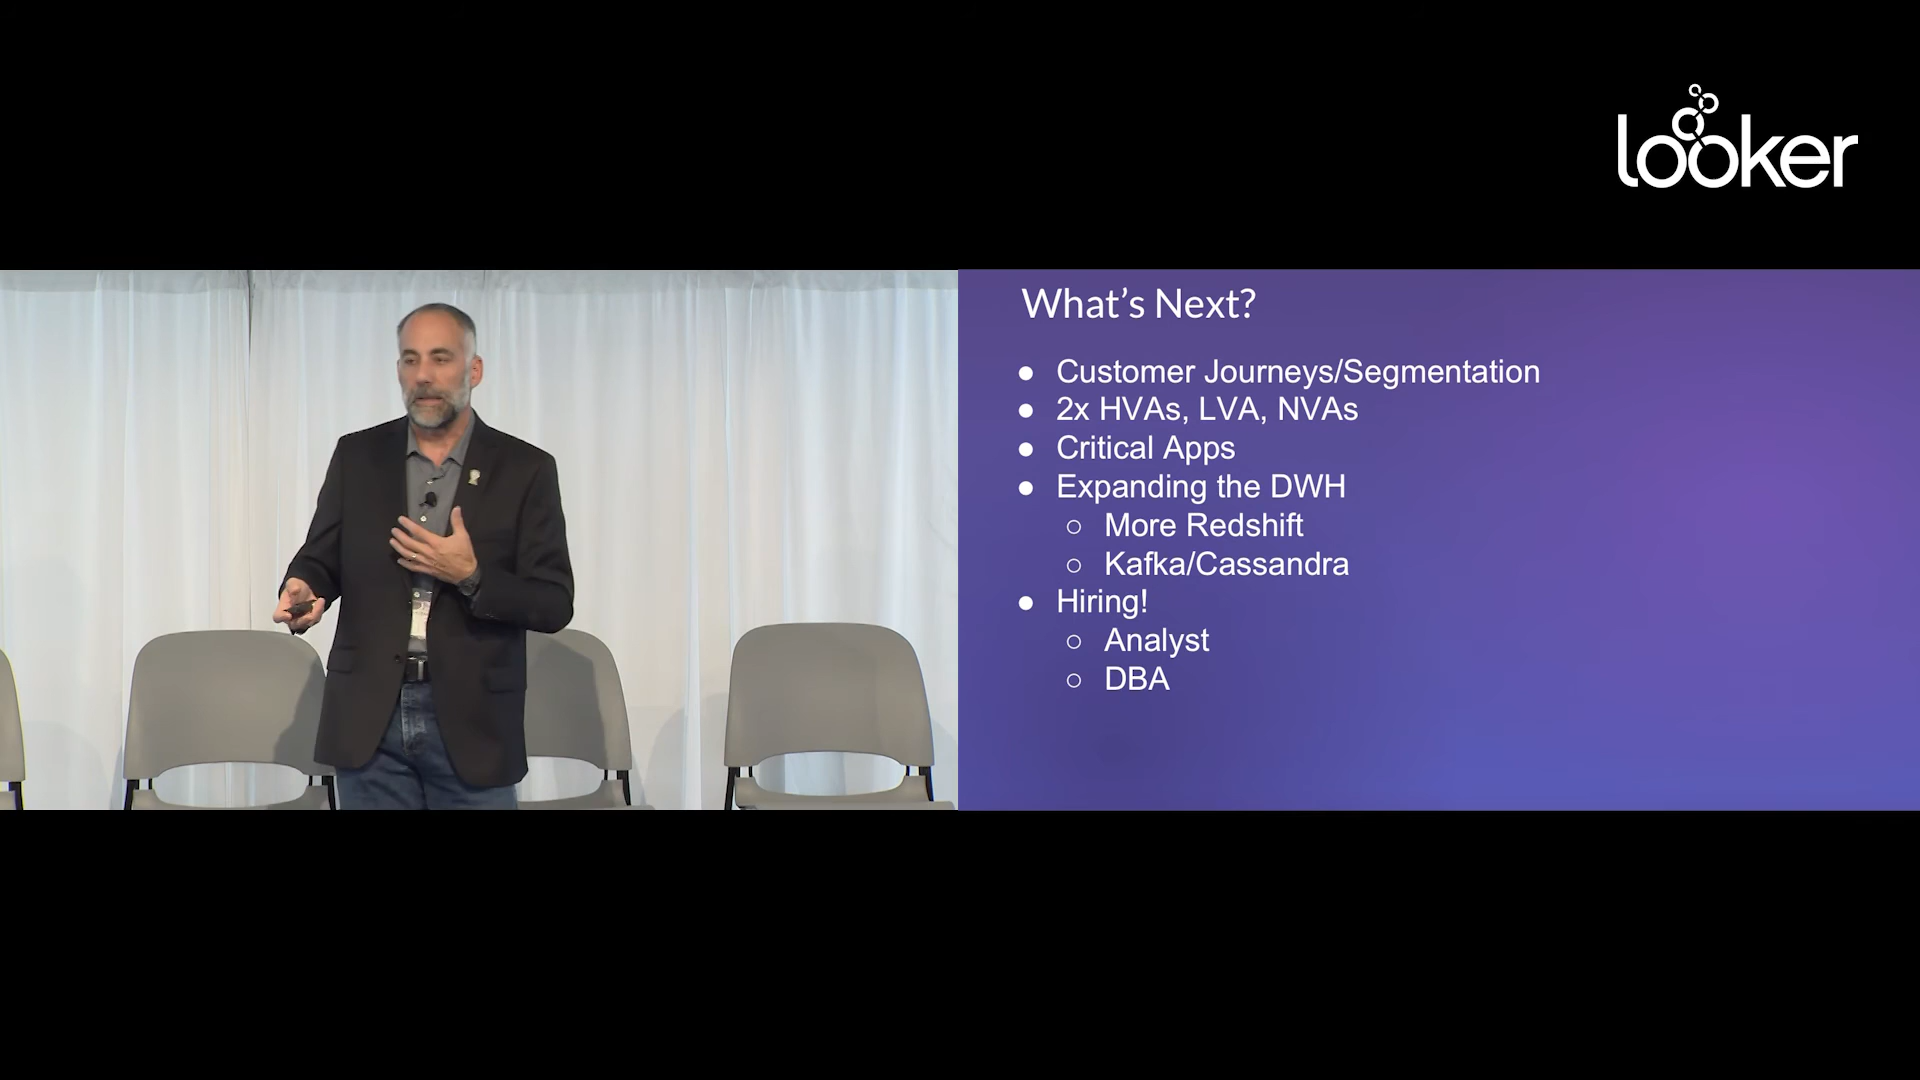 looker
What's Next?
● Customer Journeys/Segmentation
● 2x HVAs, LVA, NVAs
● Critical Apps
● Expanding the DWH
○ More Redshift
○ Kafka/Cassandra
● Hiring!
○ Analyst
○ DBA